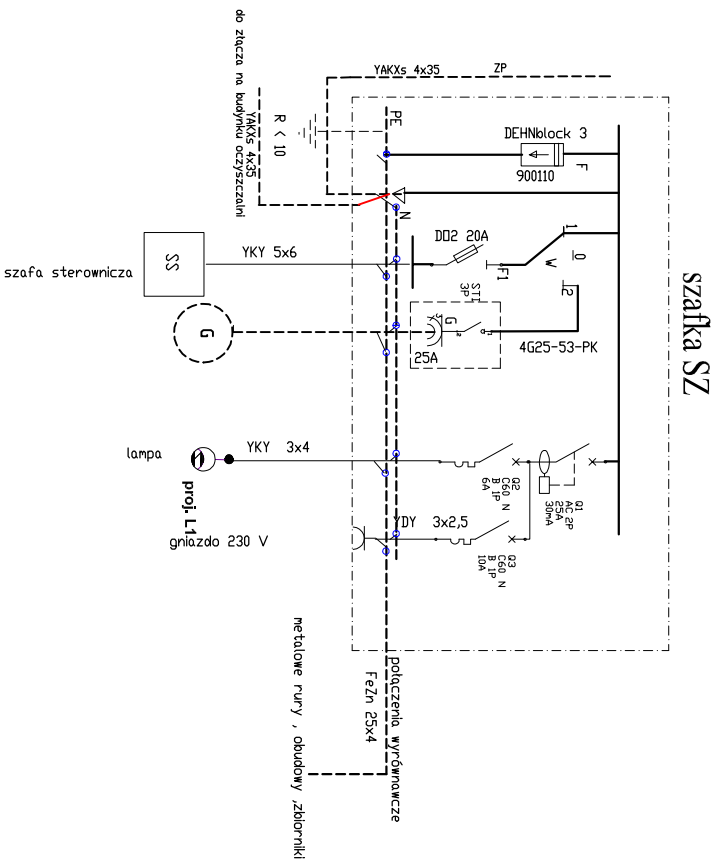 szafka SZ
do złącza na budynku oczyszczalni
YAKXs 4x35
YAKXs 4x35
ZP
R < 10
PE
DEHNblock 3
F
900110
N
SS
szafa sterownicza
YKY 5x6
D02 20A
F1
W
1
0
2
G
STI
3P
G
25A
4G25-53-PK
lampa
YKY 3x4
proj. L1
Q2
C60 N
B 1P
6A
Q1
AC 2P
25A
30mA
gniazdo 230 V
YDY 3x2,5
Q3
C60 N
B 1P
10A
połączenia wyrównawcze
FeZn 25x4
metalowe rury , obudowy ,zbiorniki